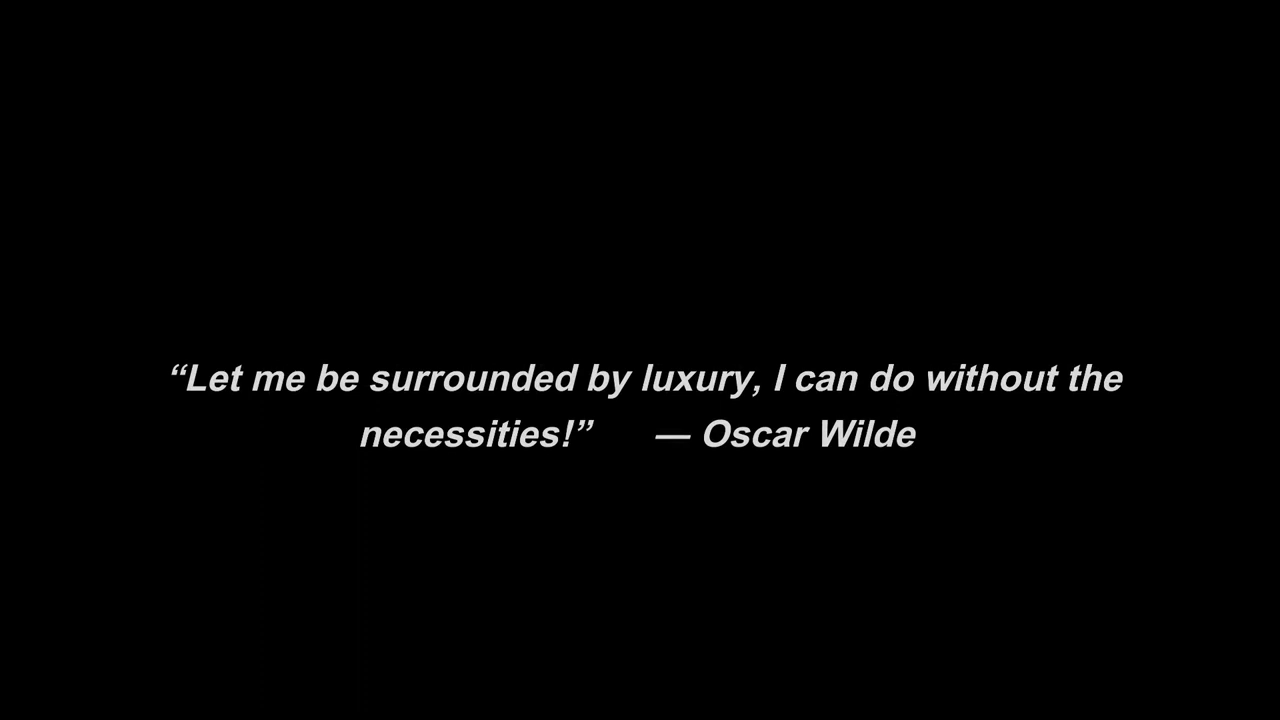 “Let me be surrounded by luxury, I can do without the
necessities!” — Oscar Wilde